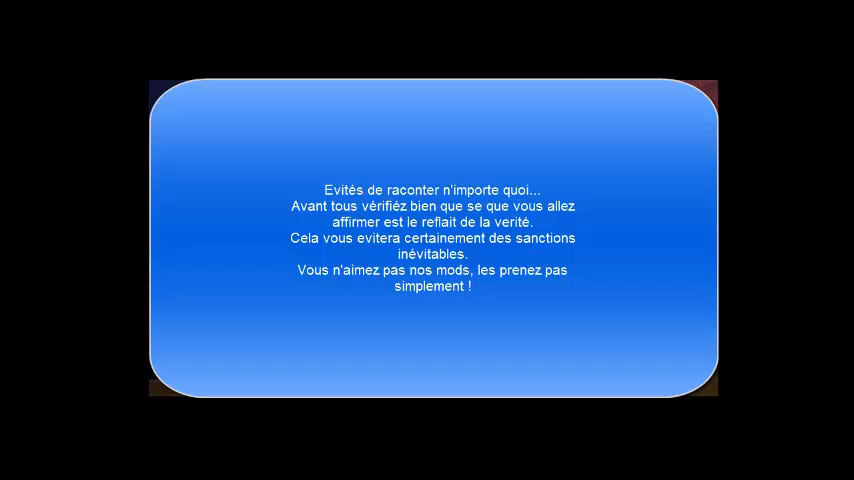 Evités de raconter n'importe quoi...
Avant tous vérifiéz bien que se que vous allez
affirmer est le reflait de la verité.
Cela vous evitera certainement des sanctions
inévitables.
Vous n'aimez pas nos mods, les prenez pas
simplement !